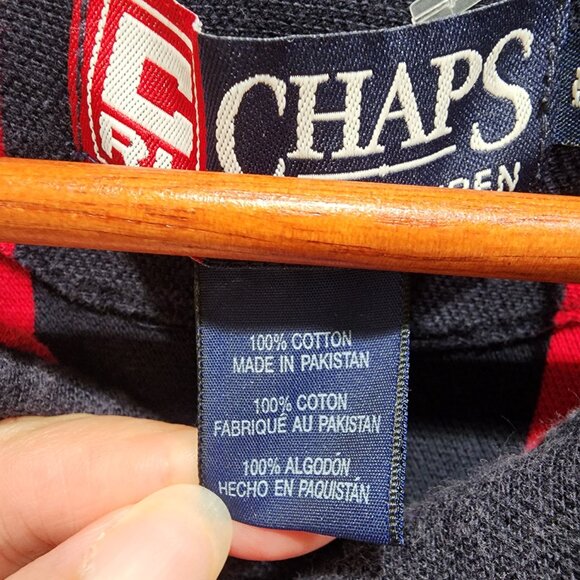 CHAPS
100% COTTON
MADE IN PAKISTAN
100% COTON
FABRIQUÉ AU PAKISTAN
100% ALGODÓN
HECHO EN PAQUISTÁN